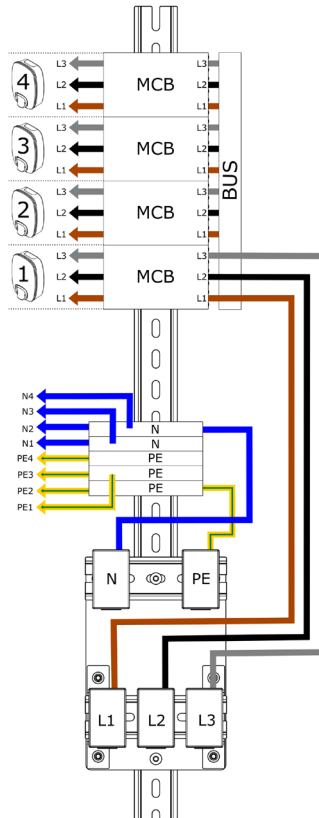 L3 L3
4 L2 MCB L2
L1 L1
L3 L3
3 L2 MCB L2
L1 L1
L3 L3
2 L2 MCB L2
L1 L1
BUS
L3 L3
1 L2 MCB L2
L1 L1
N4
N3
N2 N
N1 N
PE4 PE
PE3 PE
PE2 PE
PE1
N PE
L1 L2 L3